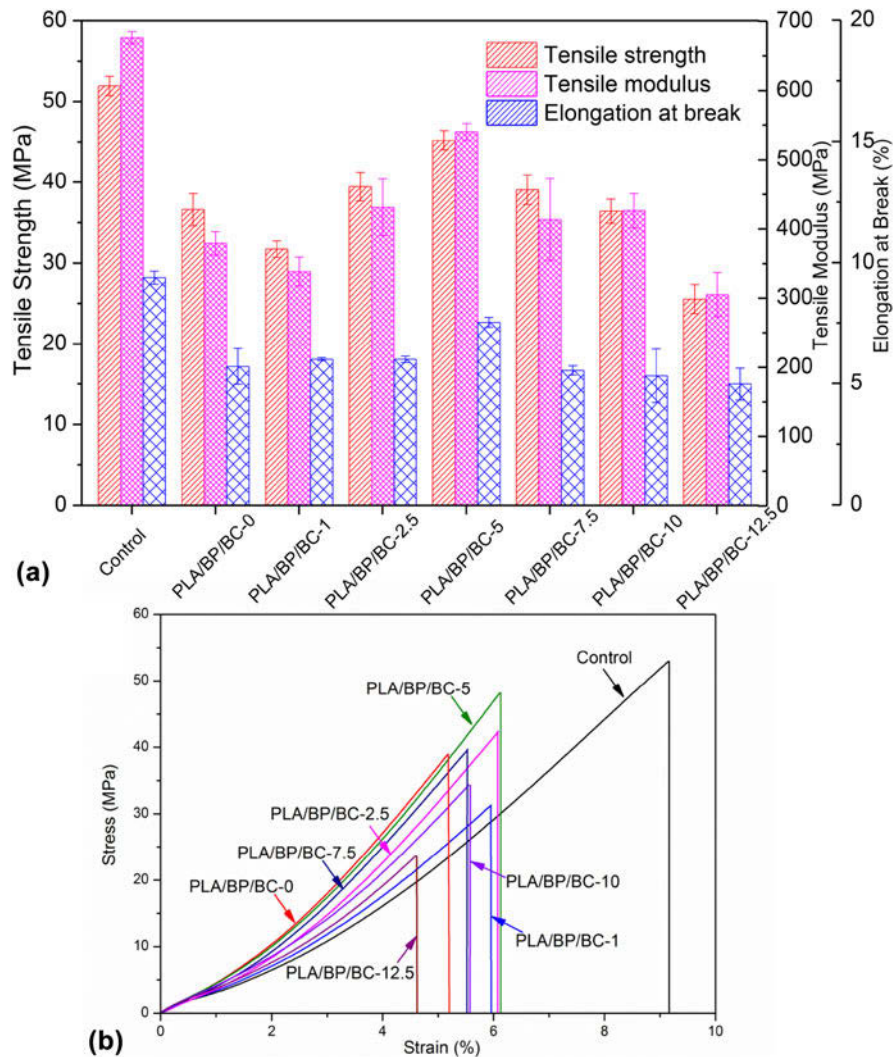 60
50
40
30
20
10
0
Tensile Strength (MPa)
Tensile strength
Tensile modulus
Elongation at break
700
600
500
400
300
200
100
0
Tensile Modulus (MPa)
20
15
10
5
0
Elongation at Break (%)
Control
PLA/BP/BC-0
PLA/BP/BC-1
PLA/BP/BC-2.5
PLA/BP/BC-5
PLA/BP/BC-7.5
PLA/BP/BC-10
PLA/BP/BC-12.5
(a)
60
50
40
30
20
10
0
Stress (MPa)
Control
PLA/BP/BC-5
PLA/BP/BC-2.5
PLA/BP/BC-7.5
PLA/BP/BC-0
PLA/BP/BC-10
PLA/BP/BC-1
PLA/BP/BC-12.5
0
2
4
6
8
10
Strain (%)
(b)